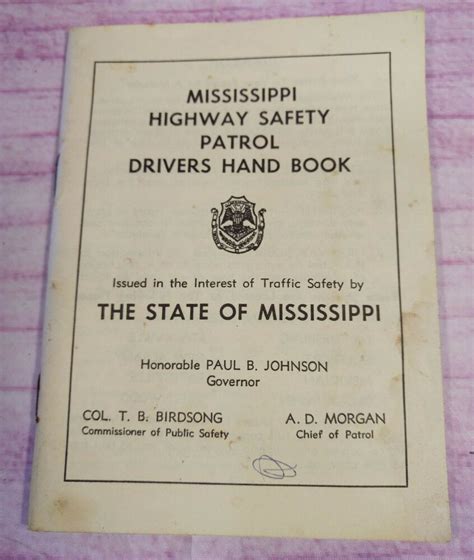 MISSISSIPPI
HIGHWAY SAFETY
PATROL
DRIVERS HAND BOOK
Issued in the Interest of Traffic Safety by
THE STATE OF MISSISSIPPI
Honorable PAUL B. JOHNSON
Governor
COL. T. B. BIRDSONG
Commissioner of Public Safety
A. D. MORGAN
Chief of Patrol